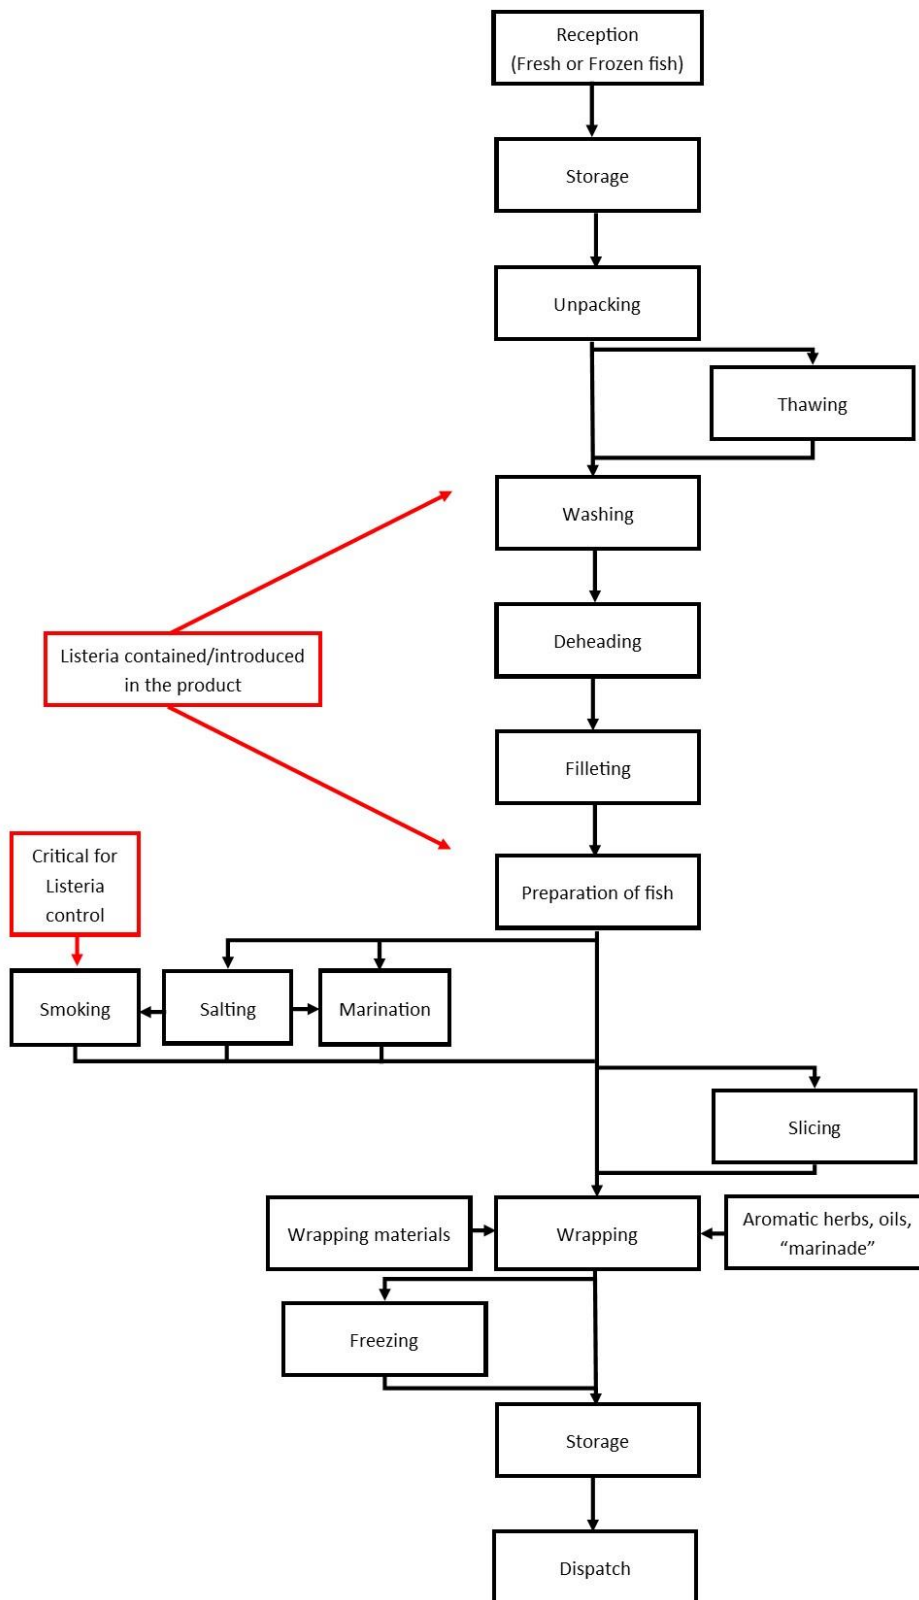 Reception
(Fresh or Frozen fish)
Storage
Unpacking
Thawing
Washing
Listeria contained/introduced
in the product
Deheading
Filleting
Critical for
Listeria
control
Preparation of fish
Smoking
Salting
Marination
Slicing
Wrapping materials
Wrapping
Aromatic herbs, oils,
“marinade”
Freezing
Storage
Dispatch